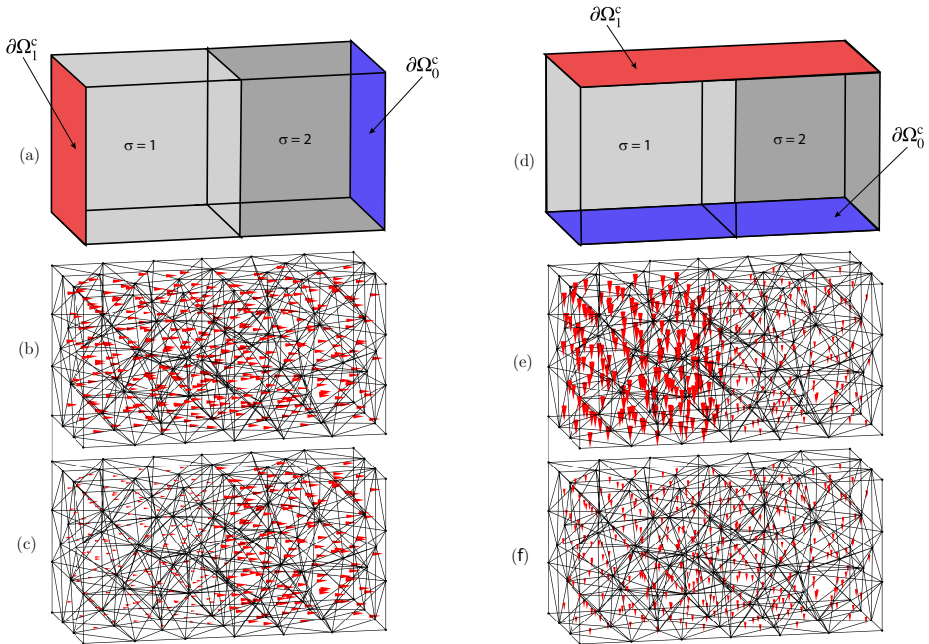 ∂Ω₁ᶜ
∂Ω₀ᶜ
(a)
σ = 1
σ = 2
(b)
(c)
∂Ω₁ᶜ
(d)
σ = 1
σ = 2
∂Ω₀ᶜ
(e)
(f)